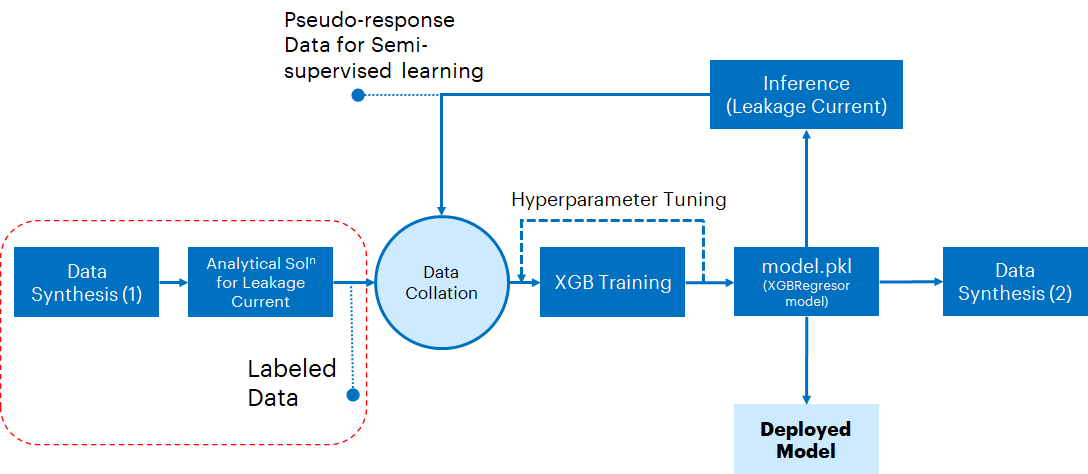 Pseudo-response
Data for Semi-
supervised learning
Inference
(Leakage Current)
Hyperparameter Tuning
Data
Synthesis (1)
Analytical Solⁿ
for Leakage
Current
Data
Collation
XGB Training
model.pkl
(XGBRegresor
model)
Data
Synthesis (2)
Labeled
Data
Deployed
Model